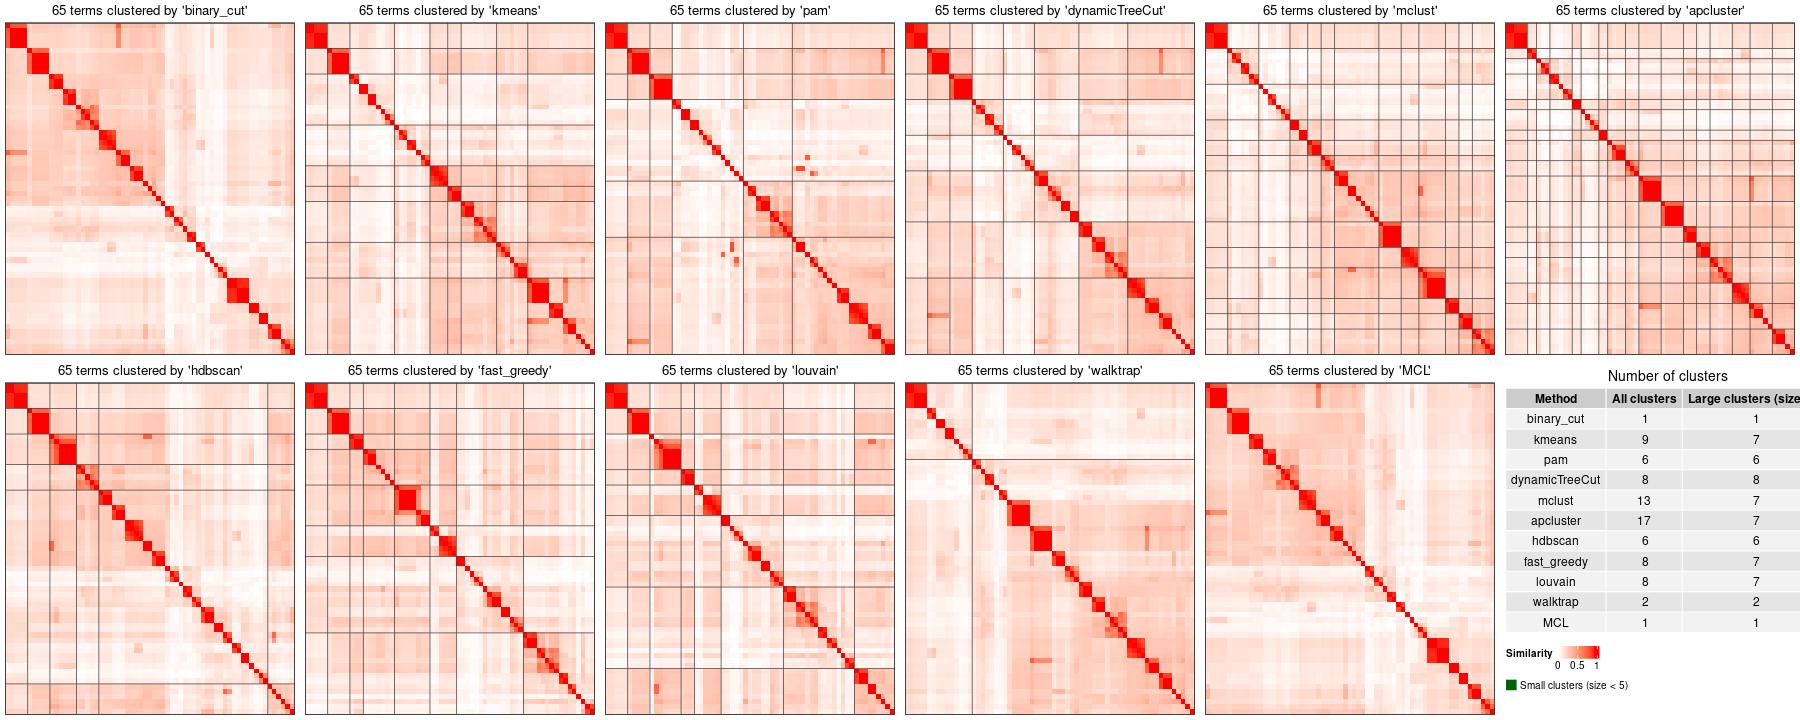 65 terms clustered by 'binary_cut'
65 terms clustered by 'kmeans'
65 terms clustered by 'pam'
65 terms clustered by 'dynamicTreeCut'
65 terms clustered by 'mclust'
65 terms clustered by 'apcluster'
65 terms clustered by 'hdbscan'
65 terms clustered by 'fast_greedy'
65 terms clustered by 'louvain'
65 terms clustered by 'walktrap'
65 terms clustered by 'MCL'
Number of clusters
Method All clusters Large clusters (size
binary_cut 1 1
kmeans 9 7
pam 6 6
dynamicTreeCut 8 8
mclust 13 7
apcluster 17 7
hdbscan 6 6
fast_greedy 8 7
louvain 8 7
walktrap 2 2
MCL 1 1
Similarity
0 0.5 1
Small clusters (size < 5)